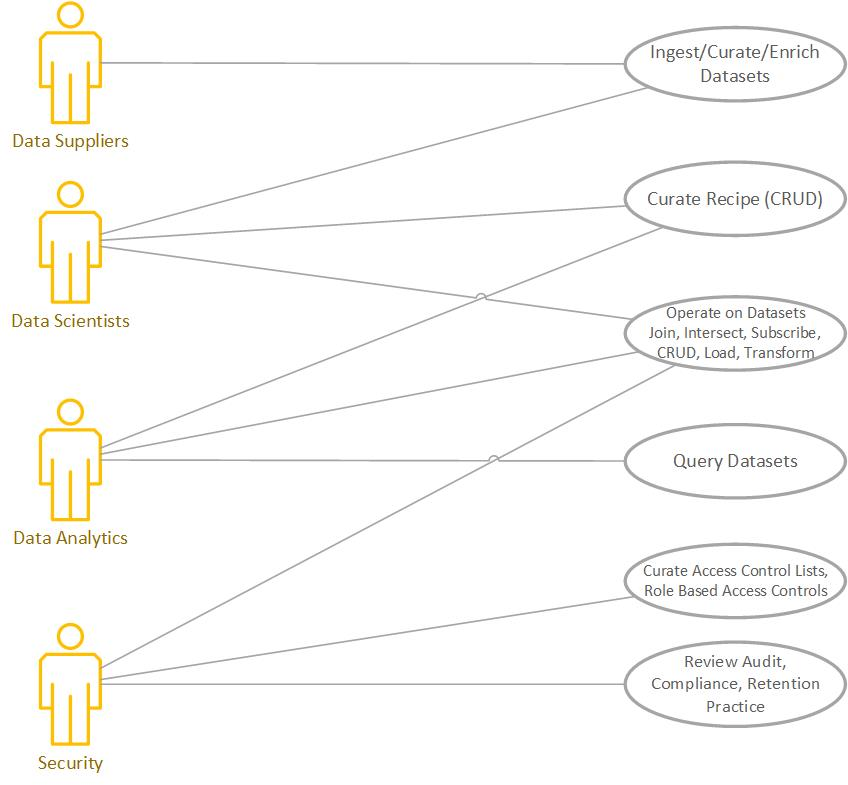 Ingest/Curate/Enrich
Datasets
Data Suppliers
Curate Recipe (CRUD)
Data Scientists
Operate on Datasets
Join, Intersect, Subscribe,
CRUD, Load, Transform
Query Datasets
Data Analytics
Curate Access Control Lists,
Role Based Access Controls
Review Audit,
Compliance, Retention
Practice
Security